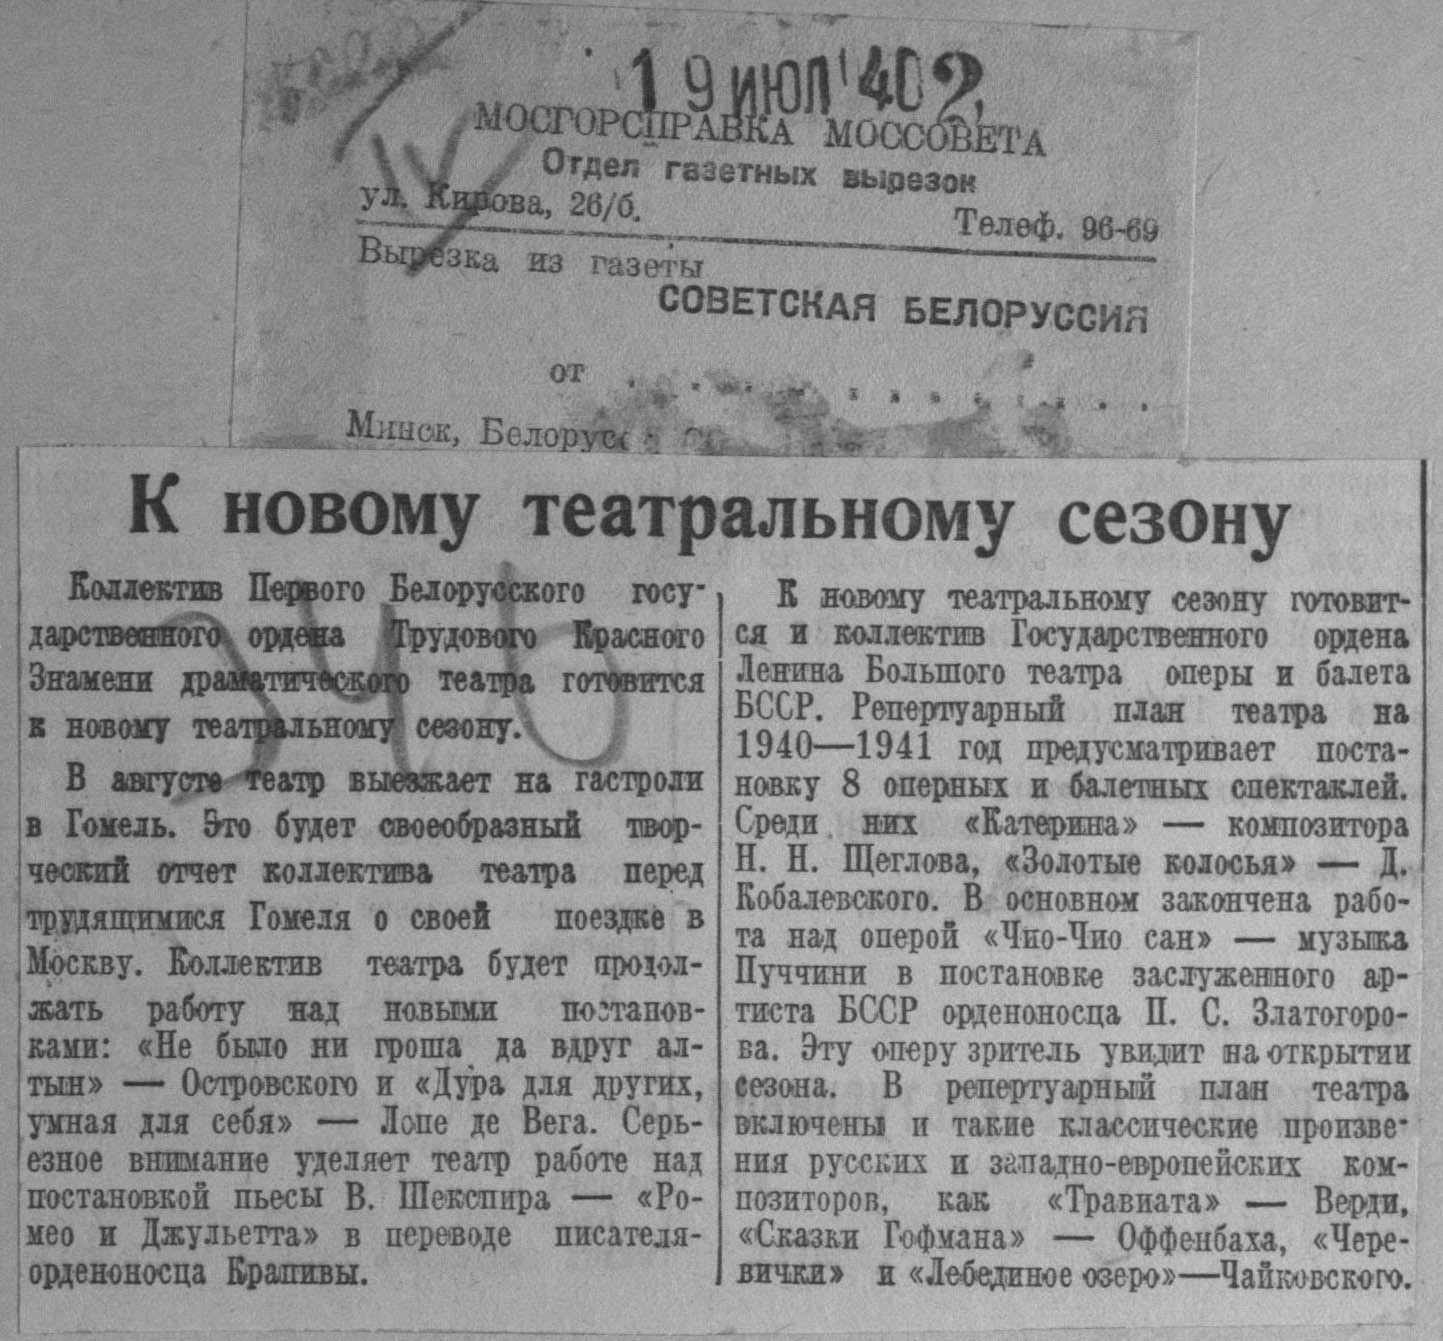 19 ИЮЛ '40 2
МОСГОРСПРАВКА МОССОВЕТА
Отдел газетных вырезок
ул. Кирова, 26/б. Телеф. 96-69
Вырезка из газеты
СОВЕТСКАЯ БЕЛОРУССИЯ
от . . . . . . . . . . . .
Минск,
К новому театральному сезону
Коллектив Первого Белорусского госу-
дарственного ордена Трудового Красного
Знамени драматического театра готовится
к новому театральному сезону.
В августе театр выезжает на гастроли
в Гомель. Это будет своеобразный твор-
ческий отчет коллектива театра перед
трудящимися Гомеля о своей поездке в
Москву. Коллектив театра будет продол-
жать работу над новыми постанов-
ками: «Не было ни гроша да вдруг ал-
тын» — Островского и «Дура для других,
умная для себя» — Лопе де Вега. Серь-
езное внимание уделяет театр работе над
постановкой пьесы В. Шекспира — «Ро-
мео и Джульетта» в переводе писателя-
орденоносца Крапивы.
К новому театральному сезону готовит-
ся и коллектив Государственного ордена
Ленина Большого театра оперы и балета
БССР. Репертуарный план театра на
1940—1941 год предусматривает поста-
новку 8 оперных и балетных спектаклей.
Среди них «Катерина» — композитора
Н. Н. Щеглова, «Золотые колосья» — Д.
Кобалевского. В основном закончена рабо-
та над оперой «Чио-Чио сан» — музыка
Пуччини в постановке заслуженного ар-
тиста БССР орденоносца П. С. Златогоро-
ва. Эту оперу зритель увидит на открытии
сезона. В репертуарный план театра
включены и такие классические произве-
ния русских и западно-европейских ком-
позиторов, как «Травиата» — Верди,
«Сказки Гофмана» — Оффенбаха, «Чере-
вички» и «Лебединое озеро»—Чайковского.